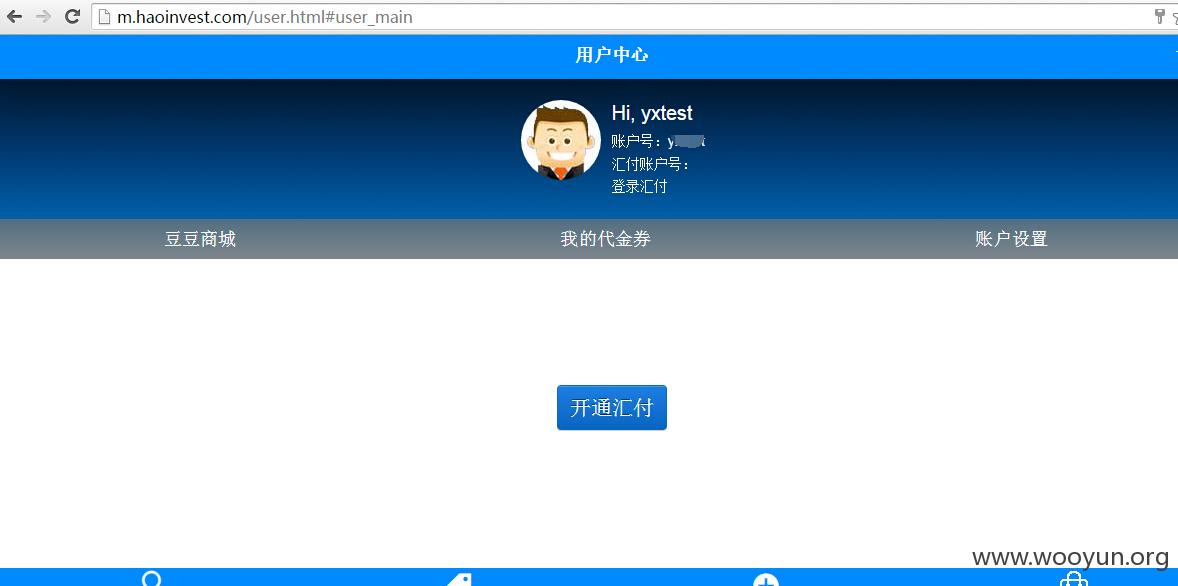 m.haoinvest.com/user.html#user_main
用户中心
Hi, yxtest
账户号：
汇付账户号：
登录汇付
豆豆商城 我的代金券 账户设置
开通汇付
www.wooyun.org